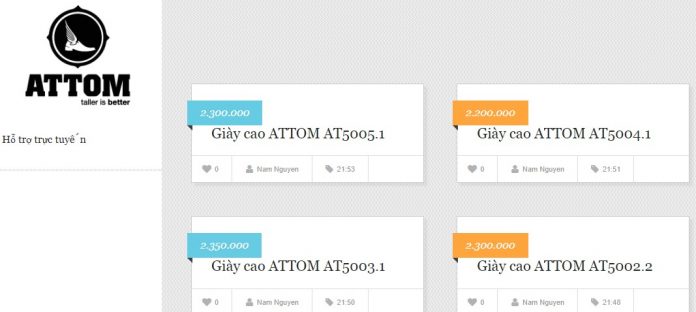 ATTOM
taller is better
Hỗ trợ trực tuyến
2.300.000
Giày cao ATTOM AT5005.1
0 Nam Nguyen 21:53
2.200.000
Giày cao ATTOM AT5004.1
0 Nam Nguyen 21:51
2.350.000
Giày cao ATTOM AT5003.1
0 Nam Nguyen 21:50
2.300.000
Giày cao ATTOM AT5002.2
0 Nam Nguyen 21:48